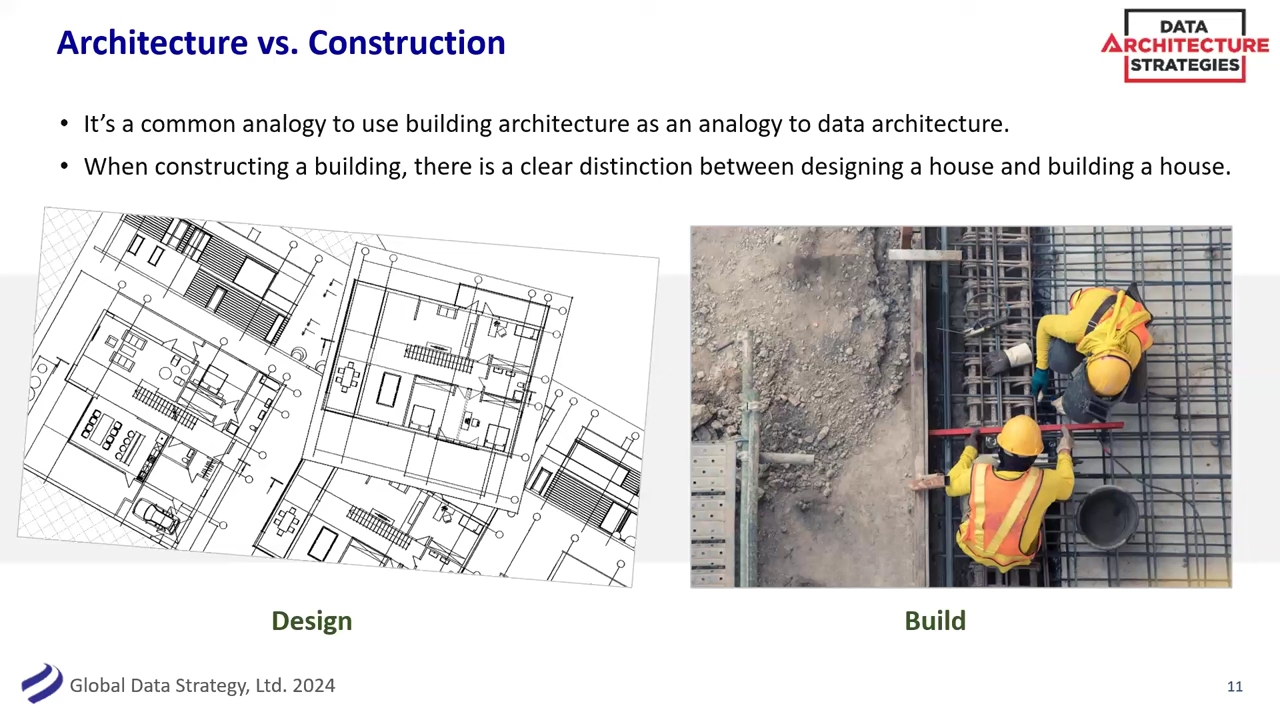 Architecture vs. Construction
DATA
ARCHITECTURE
STRATEGIES
• It’s a common analogy to use building architecture as an analogy to data architecture.
• When constructing a building, there is a clear distinction between designing a house and building a house.
Design
Build
Global Data Strategy, Ltd. 2024
11